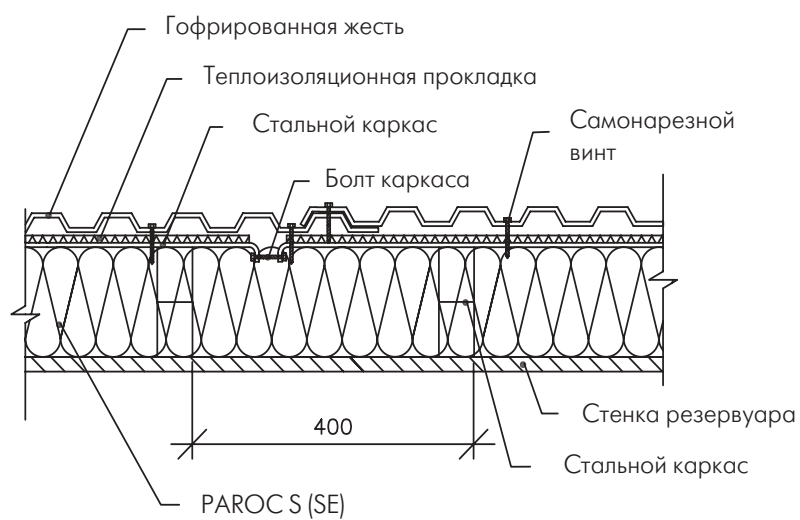 Гофрированная жесть
Теплоизоляционная прокладка
Стальной каркас
Самонарезной
винт
Болт каркаса
400
Стенка резервуара
Стальной каркас
PAROC S (SE)